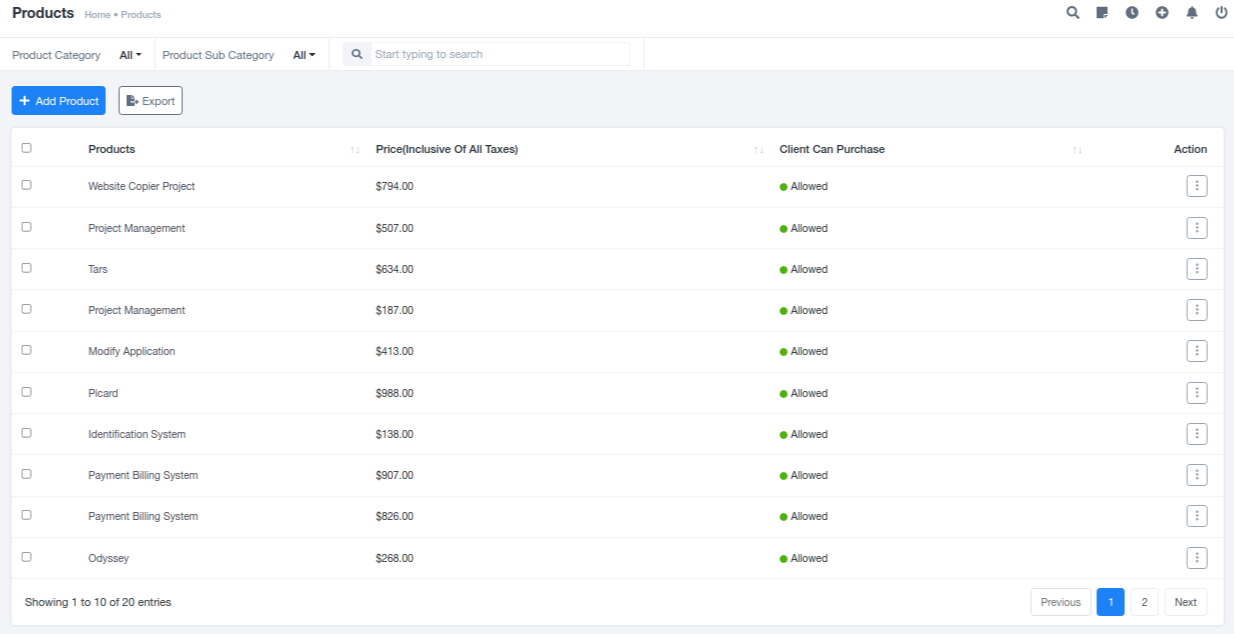 Products Home • Products
Product Category All Product Sub Category All Start typing to search
+ Add Product Export
Products ↑↓ Price(Inclusive Of All Taxes) ↑↓ Client Can Purchase ↑↓ Action
Website Copier Project $794.00 Allowed
Project Management $507.00 Allowed
Tars $634.00 Allowed
Project Management $187.00 Allowed
Modify Application $413.00 Allowed
Picard $988.00 Allowed
Identification System $138.00 Allowed
Payment Billing System $907.00 Allowed
Payment Billing System $826.00 Allowed
Odyssey $268.00 Allowed
Showing 1 to 10 of 20 entries Previous 1 2 Next